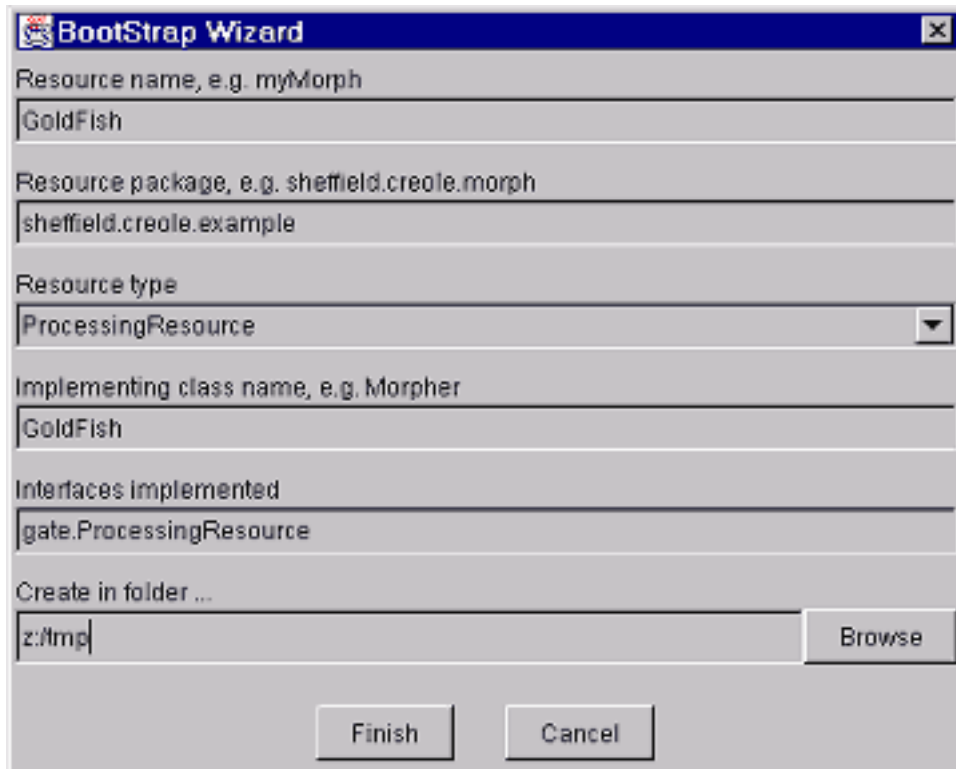 BootStrap Wizard
Resource name, e.g. myMorph
GoldFish
Resource package, e.g. sheffield.creole.morph
sheffield.creole.example
Resource type
ProcessingResource
Implementing class name, e.g. Morpher
GoldFish
Interfaces implemented
gate.ProcessingResource
Create in folder ...
z:/tmp
Browse
Finish Cancel